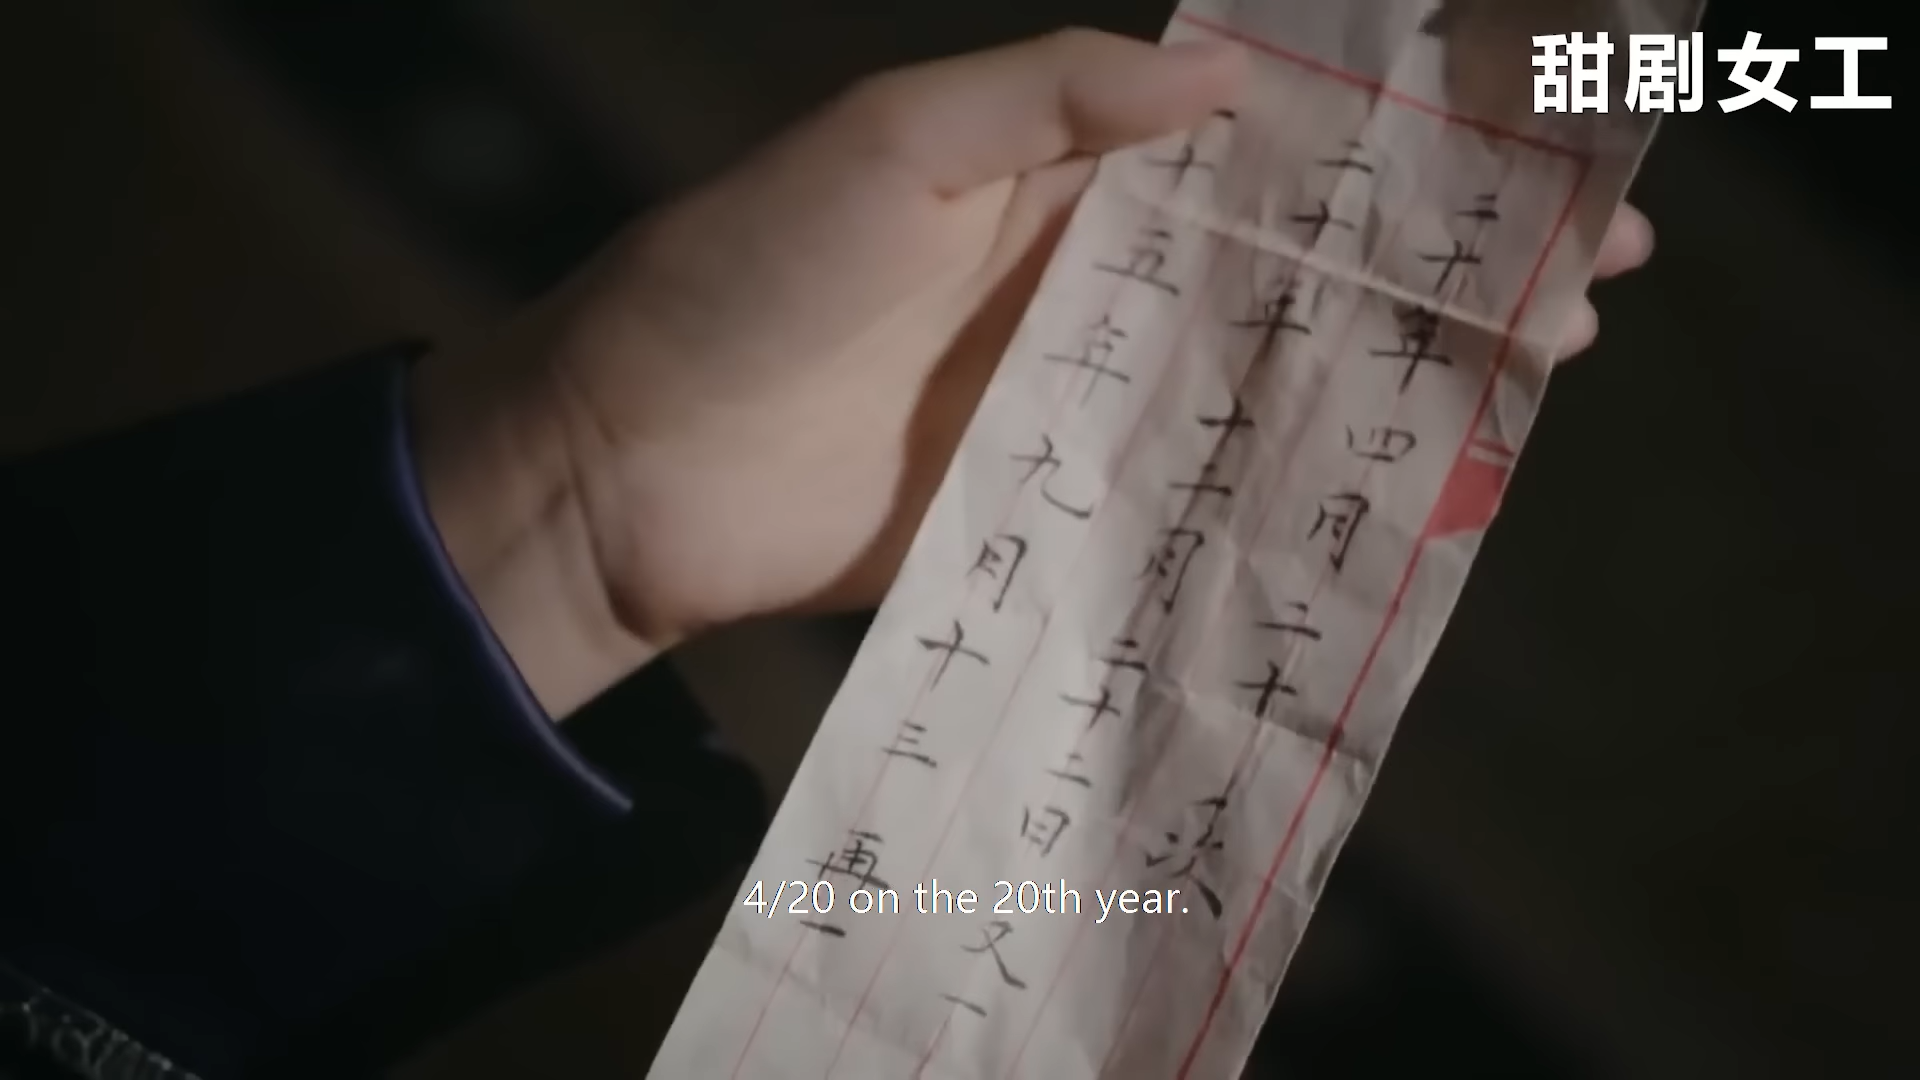 甜剧女工
二十年四月二十 次
二十年十二月二十二日 又一
十五年九月十三 再一
4/20 on the 20th year.